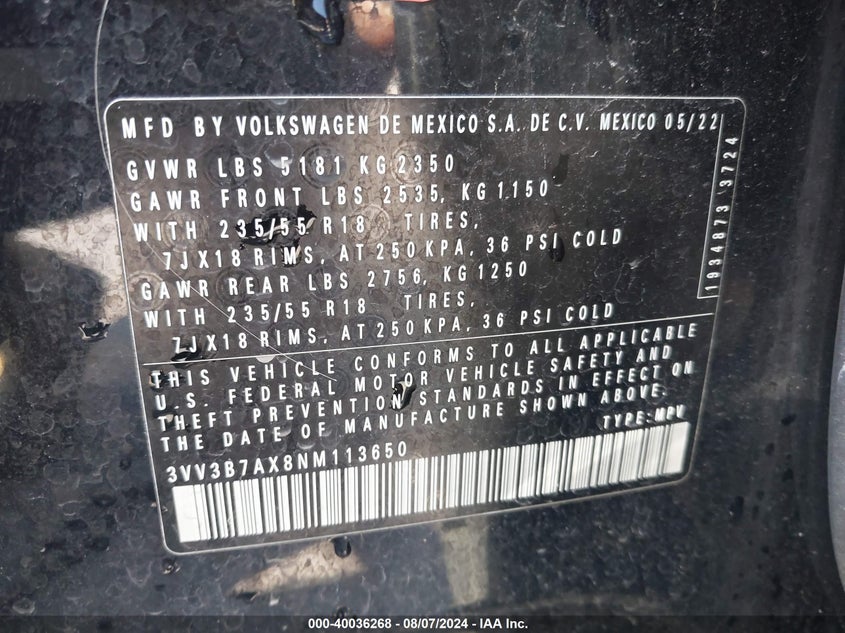 MFD BY VOLKSWAGEN DE MEXICO S.A. DE C.V. MEXICO 05/22
GVWR LBS 5181 KG 2350
GAWR FRONT LBS 2535, KG 1150
WITH 235/55 R18 TIRES,
7JX18 RIMS, AT 250 KPA, 36 PSI COLD
GAWR REAR LBS 2756, KG 1250
WITH 235/55 R18 TIRES,
7JX18 RIMS, AT 250 KPA, 36 PSI COLD
THIS VEHICLE CONFORMS TO ALL APPLICABLE
U.S. FEDERAL MOTOR VEHICLE SAFETY AND
THEFT PREVENTION STANDARDS IN EFFECT ON
THE DATE OF MANUFACTURE SHOWN ABOVE.
TYPE: MPV
3VV3B7AX8NM113650
1934873 3724
000-40036268 - 08/07/2024 - IAA, Inc.